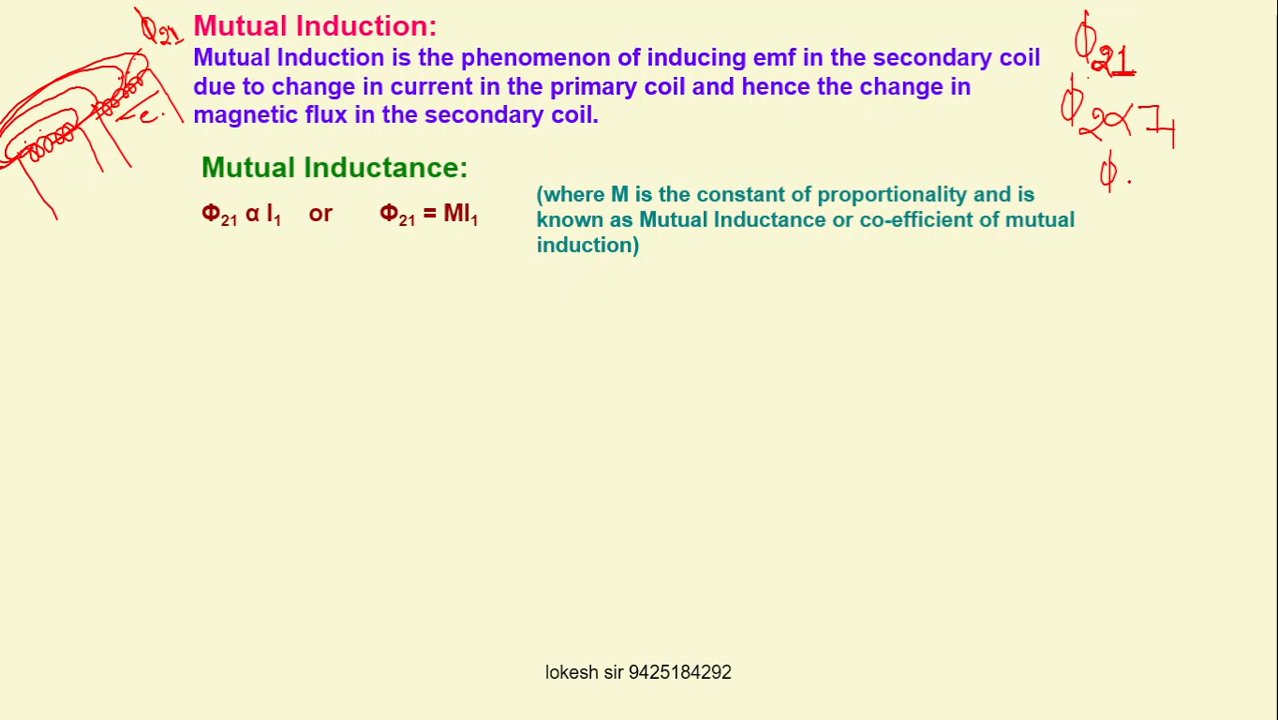 Φ21
Mutual Induction:
Mutual Induction is the phenomenon of inducing emf in the secondary coil
due to change in current in the primary coil and hence the change in
magnetic flux in the secondary coil.
Φ21
Φ2 α I1
Φ
Mutual Inductance:
Φ21 α I1 or Φ21 = MI1
(where M is the constant of proportionality and is
known as Mutual Inductance or co-efficient of mutual
induction)
lokesh sir 9425184292